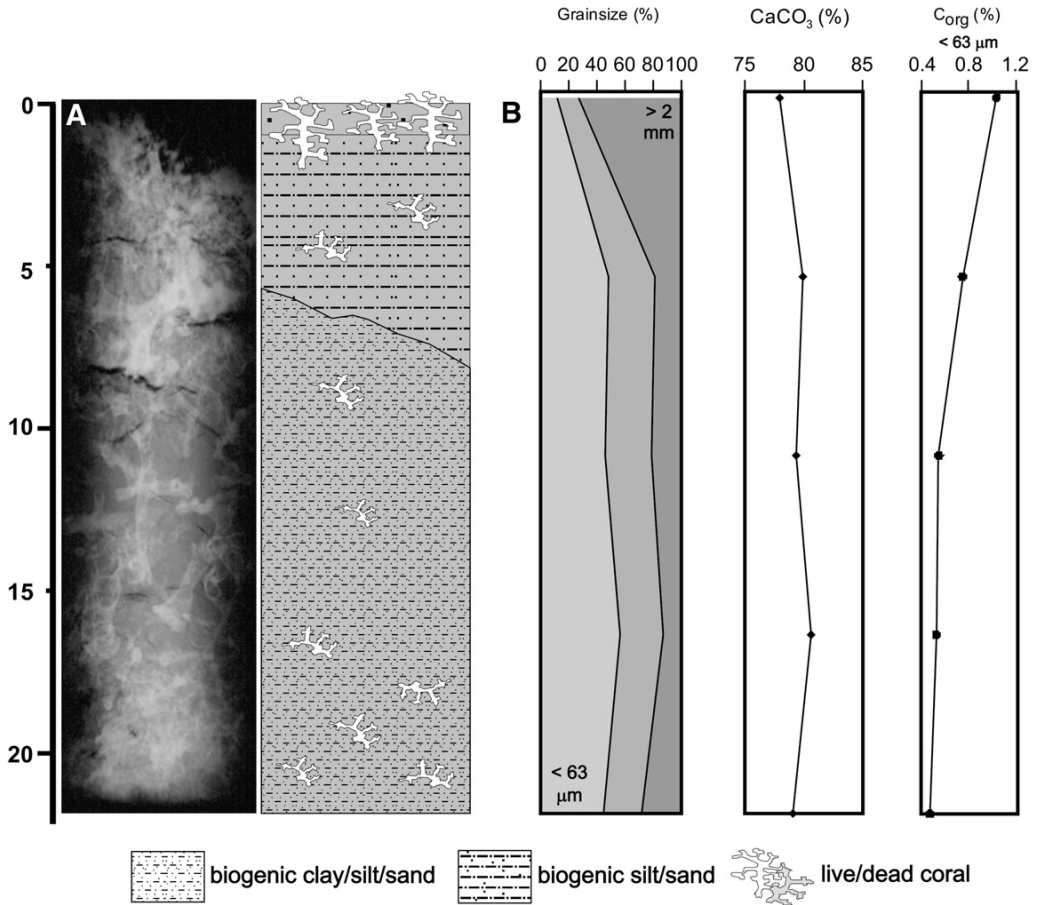 Grainsize (%)
CaCO₃ (%)
Corg (%)
< 63 µm
0 20 40 60 80 100
75 80 85
0.4 0.8 1.2
A
B
0
5
10
15
20
> 2
mm
< 63
µm
biogenic clay/silt/sand
biogenic silt/sand
live/dead coral